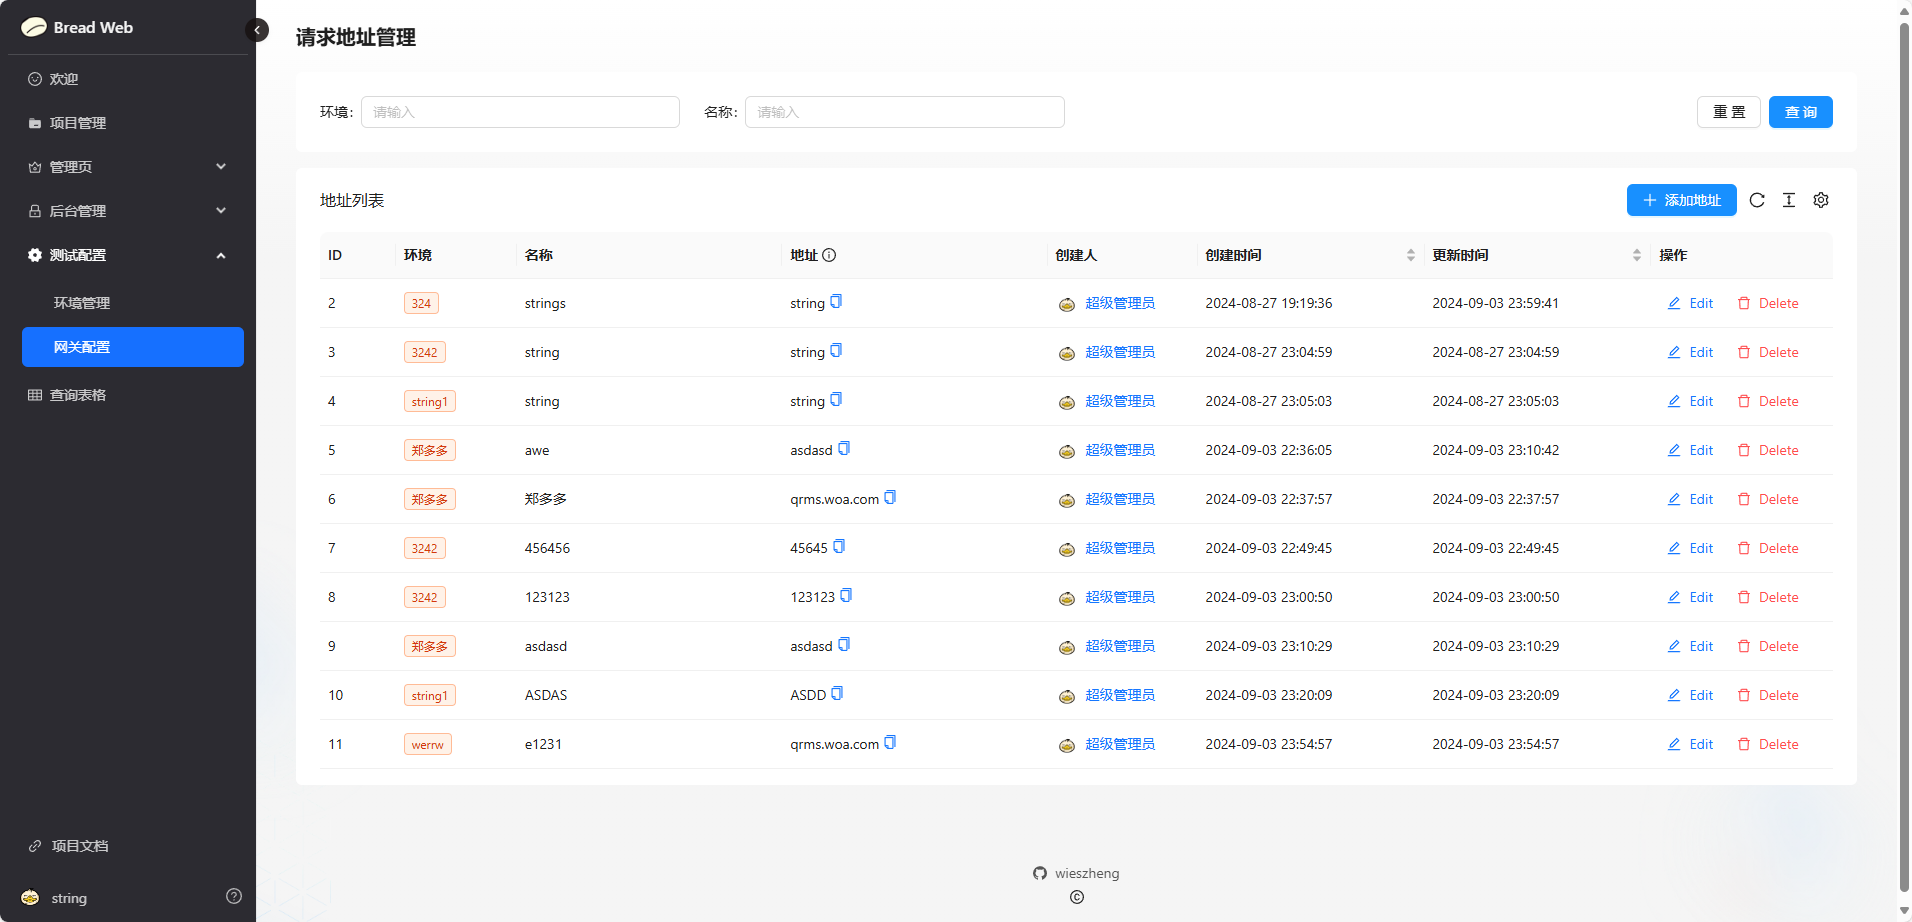 Bread Web
欢迎
项目管理
管理页
后台管理
测试配置
环境管理
网关配置
查询表格
项目文档
string
请求地址管理
环境: 请输入 名称: 请输入 重 置 查 询
地址列表 添加地址
ID 环境 名称 地址 创建人 创建时间 更新时间 操作
2 324 strings string 超级管理员 2024-08-27 19:19:36 2024-09-03 23:59:41 Edit Delete
3 3242 string string 超级管理员 2024-08-27 23:04:59 2024-08-27 23:04:59 Edit Delete
4 string1 string string 超级管理员 2024-08-27 23:05:03 2024-08-27 23:05:03 Edit Delete
5 郑多多 awe asdasd 超级管理员 2024-09-03 22:36:05 2024-09-03 23:10:42 Edit Delete
6 郑多多 郑多多 qrms.woa.com 超级管理员 2024-09-03 22:37:57 2024-09-03 22:37:57 Edit Delete
7 3242 456456 45645 超级管理员 2024-09-03 22:49:45 2024-09-03 22:49:45 Edit Delete
8 3242 123123 123123 超级管理员 2024-09-03 23:00:50 2024-09-03 23:00:50 Edit Delete
9 郑多多 asdasd asdasd 超级管理员 2024-09-03 23:10:29 2024-09-03 23:10:29 Edit Delete
10 string1 ASDAS ASDD 超级管理员 2024-09-03 23:20:09 2024-09-03 23:20:09 Edit Delete
11 werrw e1231 qrms.woa.com 超级管理员 2024-09-03 23:54:57 2024-09-03 23:54:57 Edit Delete
wieszheng
©